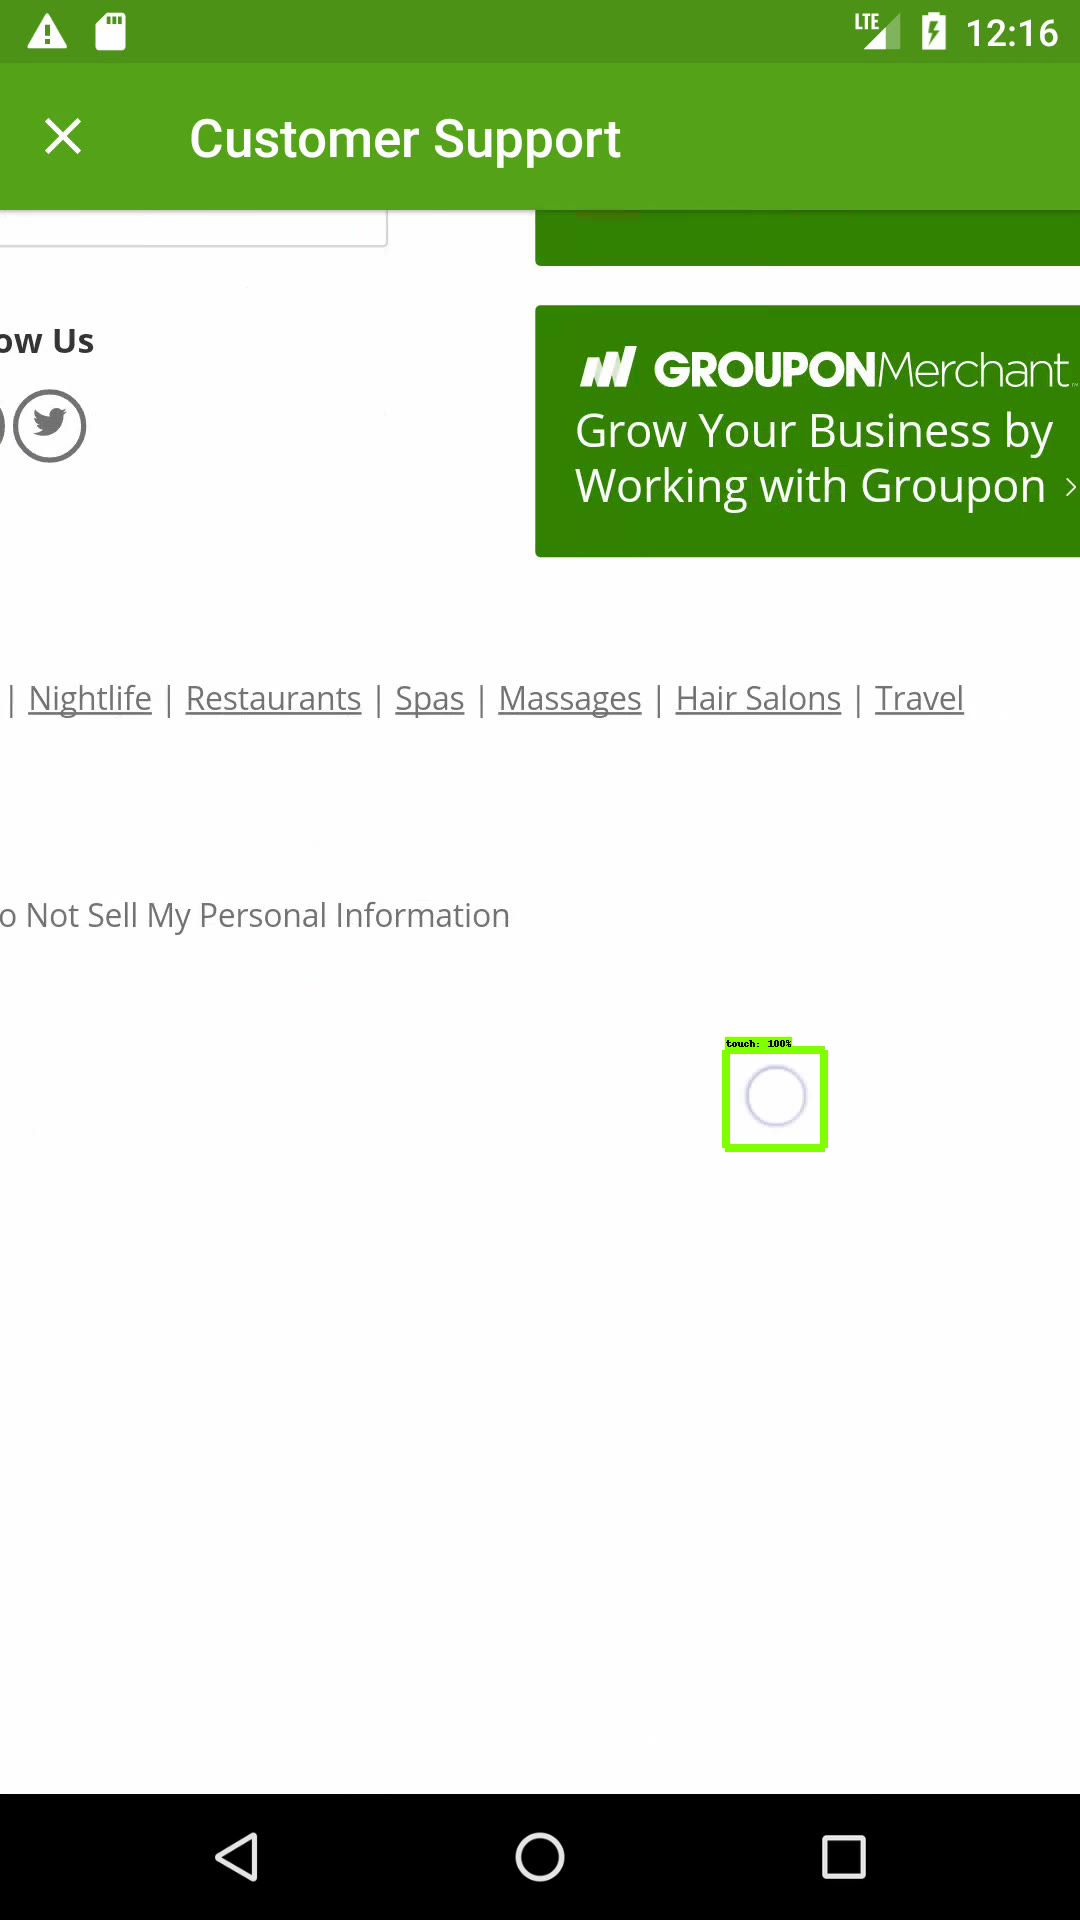 LTE 12:16
Customer Support
ow Us
GROUPONMerchant™
Grow Your Business by
Working with Groupon ›
| Nightlife | Restaurants | Spas | Massages | Hair Salons | Travel
o Not Sell My Personal Information
touch: 100%